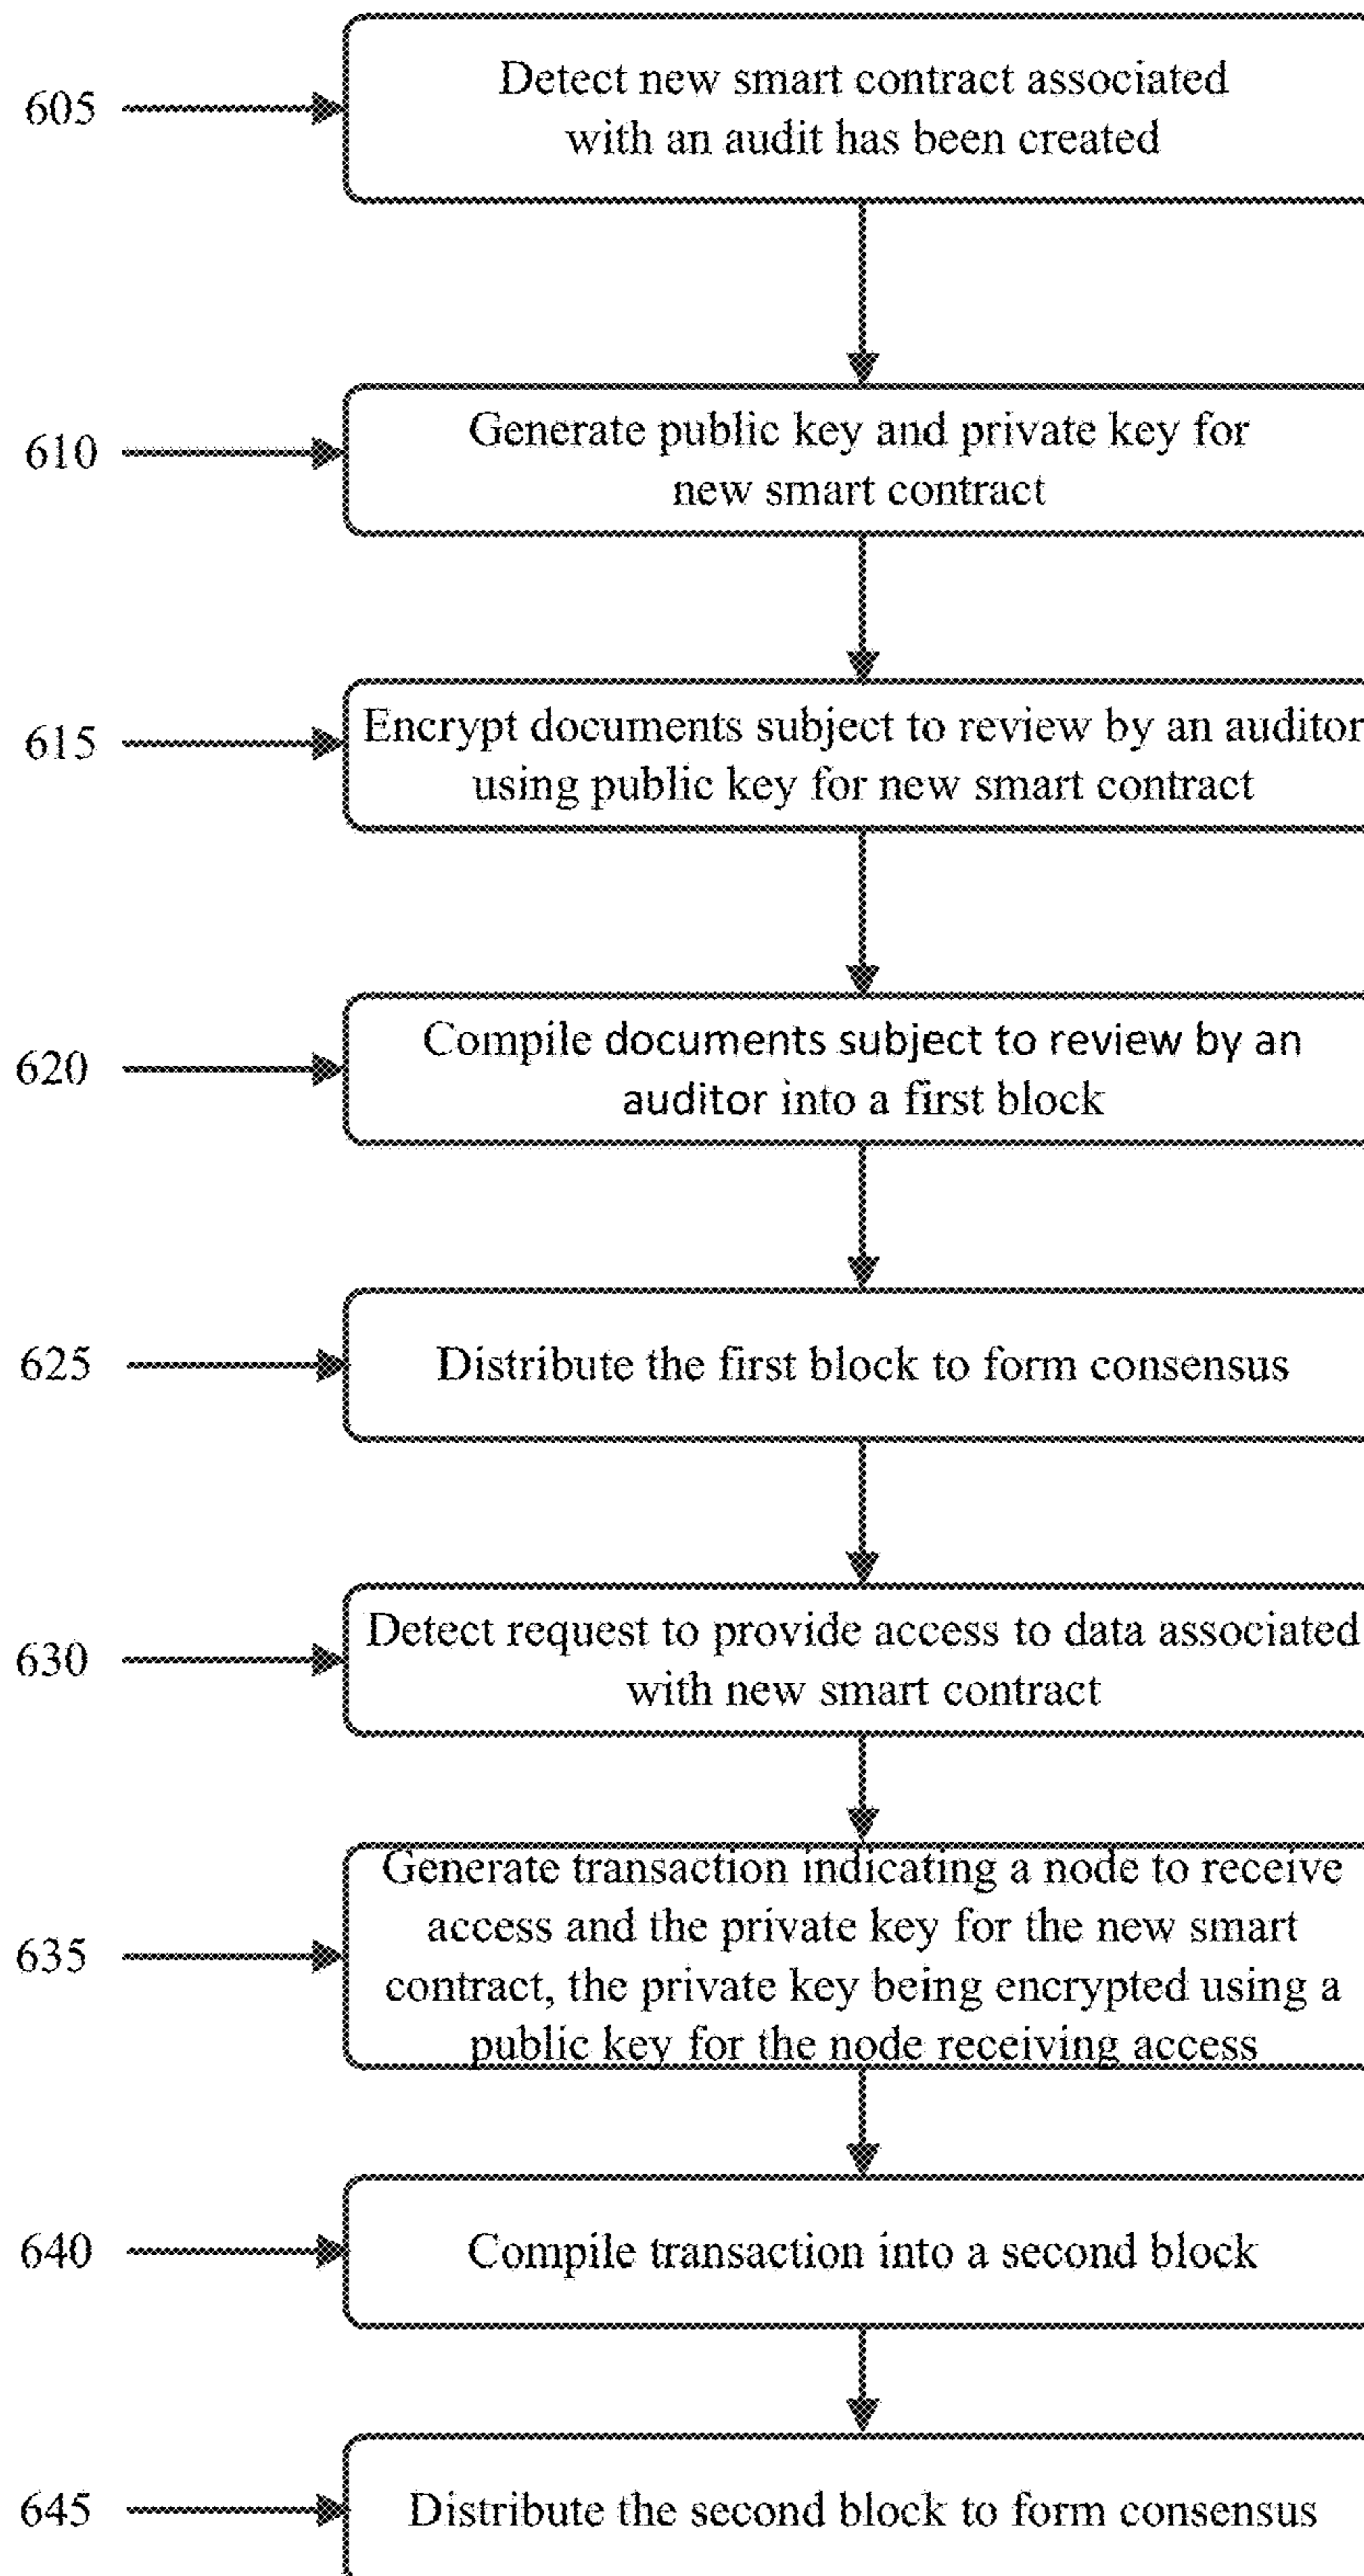 605
Detect new smart contract associated
with an audit has been created
610
Generate public key and private key for
new smart contract
615
Encrypt documents subject to review by an auditor
using public key for new smart contract
620
Compile documents subject to review by an
auditor into a first block
625
Distribute the first block to form consensus
630
Detect request to provide access to data associated
with new smart contract
635
Generate transaction indicating a node to receive
access and the private key for the new smart
contract, the private key being encrypted using a
public key for the node receiving access
640
Compile transaction into a second block
645
Distribute the second block to form consensus